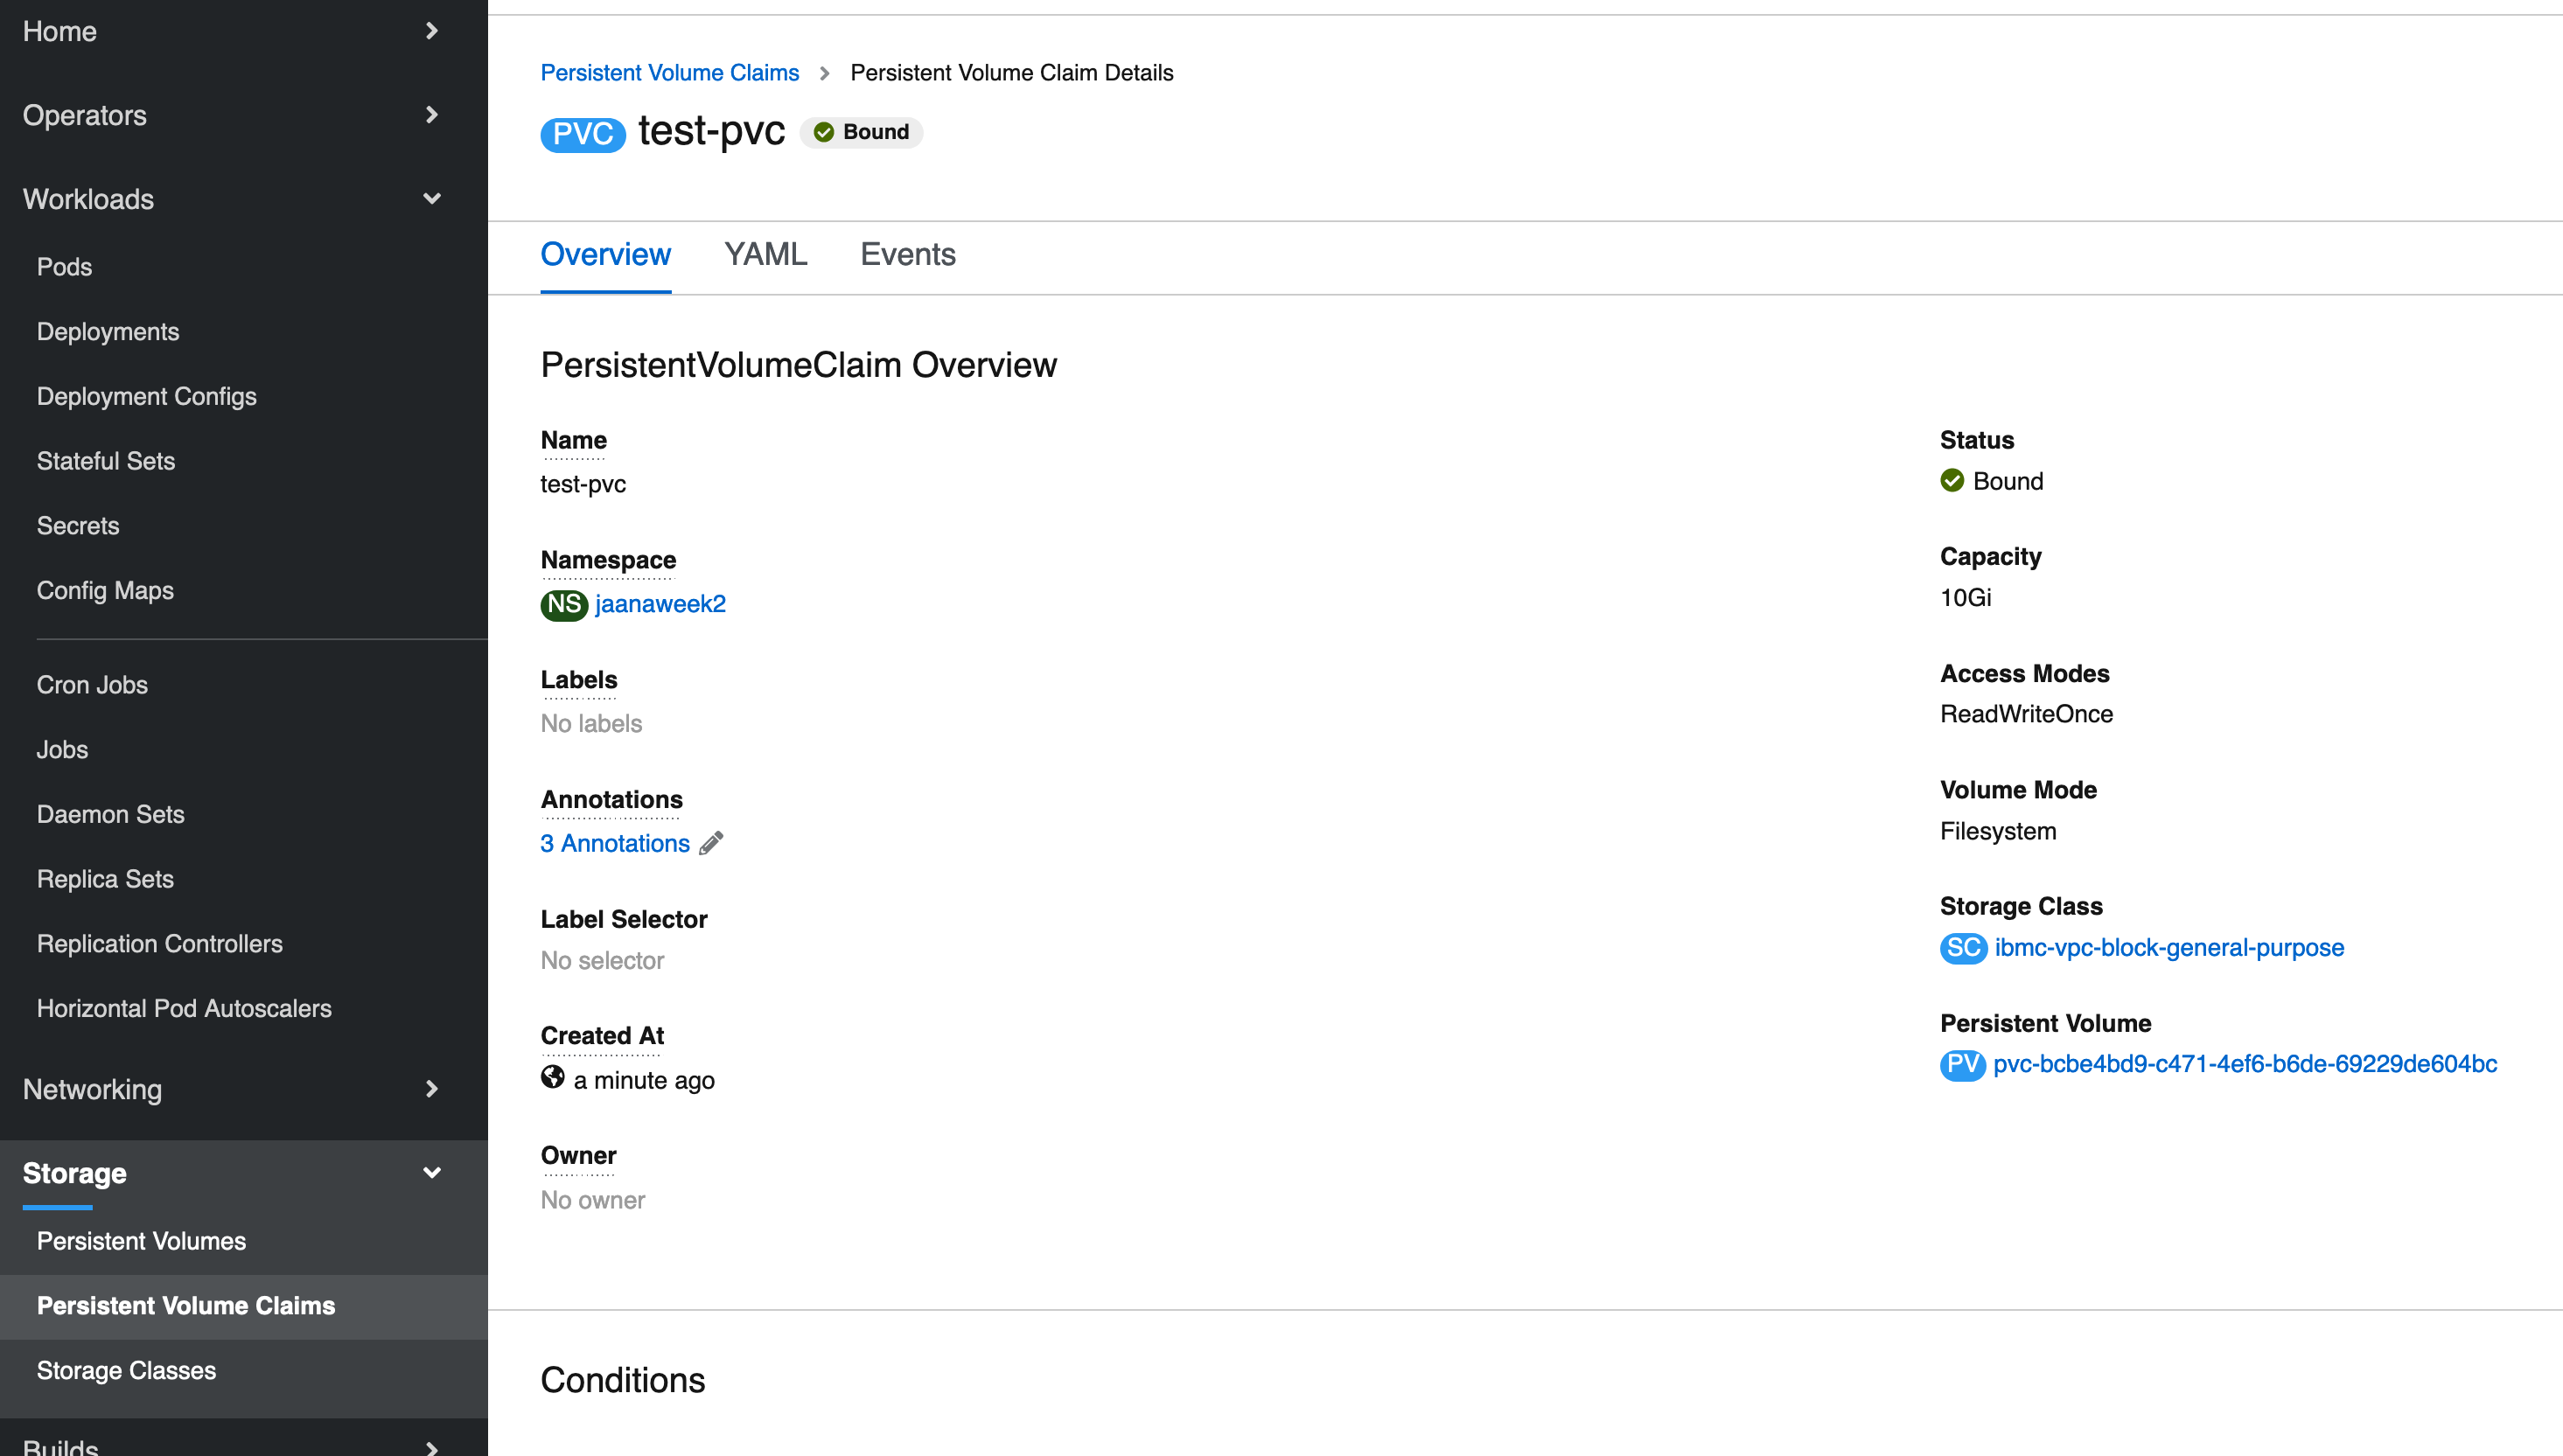 Home
Operators
Workloads
Pods
Deployments
Deployment Configs
Stateful Sets
Secrets
Config Maps
Cron Jobs
Jobs
Daemon Sets
Replica Sets
Replication Controllers
Horizontal Pod Autoscalers
Networking
Storage
Persistent Volumes
Persistent Volume Claims
Storage Classes
Builds
Persistent Volume Claims > Persistent Volume Claim Details
PVC test-pvc Bound
Overview YAML Events
PersistentVolumeClaim Overview
Name
test-pvc
Namespace
NS jaanaweek2
Labels
No labels
Annotations
3 Annotations
Label Selector
No selector
Created At
a minute ago
Owner
No owner
Status
Bound
Capacity
10Gi
Access Modes
ReadWriteOnce
Volume Mode
Filesystem
Storage Class
SC ibmc-vpc-block-general-purpose
Persistent Volume
PV pvc-bcbe4bd9-c471-4ef6-b6de-69229de604bc
Conditions